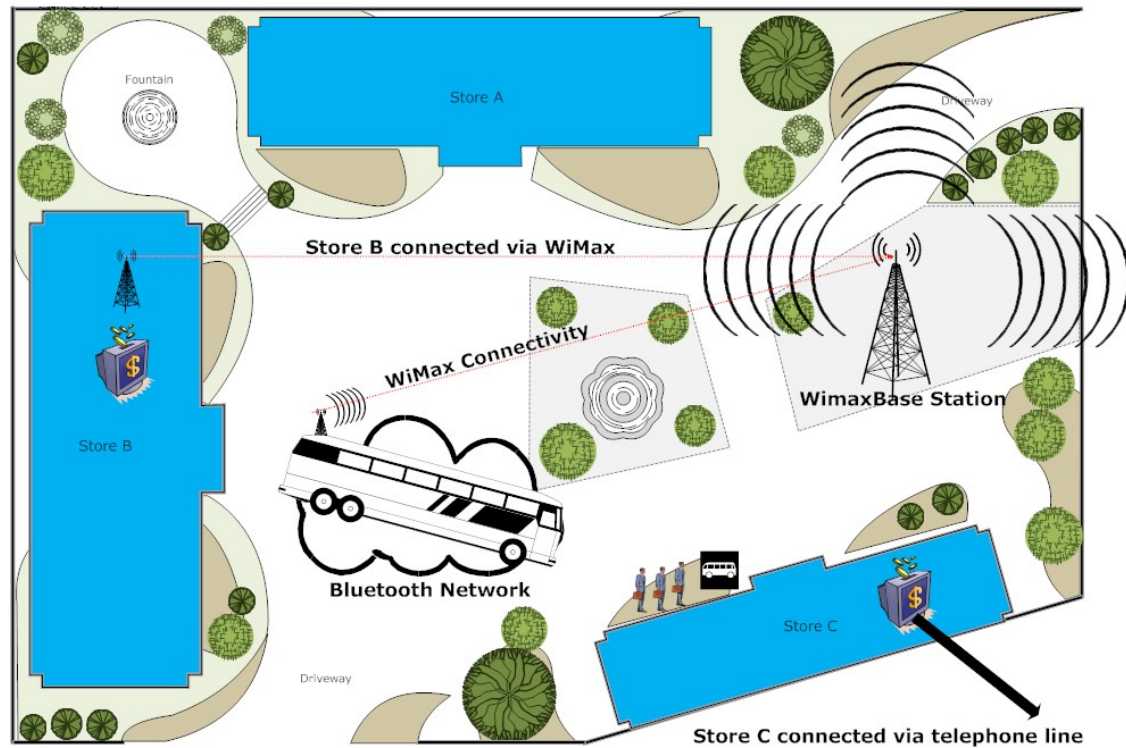 Fountain
Store A
Driveway
Store B connected via WiMax
WiMax Connectivity
WimaxBase Station
$
Store B
Bluetooth Network
$
Store C
Driveway
Store C connected via telephone line